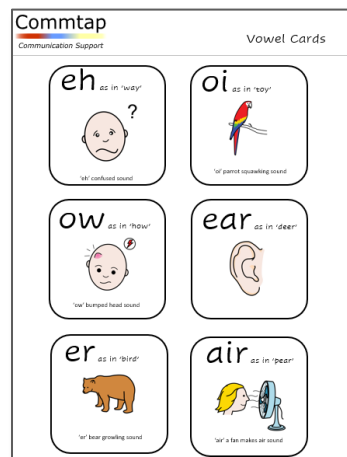 Commtap
Communication Support
Vowel Cards
eh as in 'way'
?
'eh' confused sound
oi as in 'toy'
'oi' parrot squawking sound
ow as in 'how'
'ow' bumped head sound
ear as in 'deer'
er as in 'bird'
'er' bear growling sound
air as in 'pear'
'air' a fan makes air sound